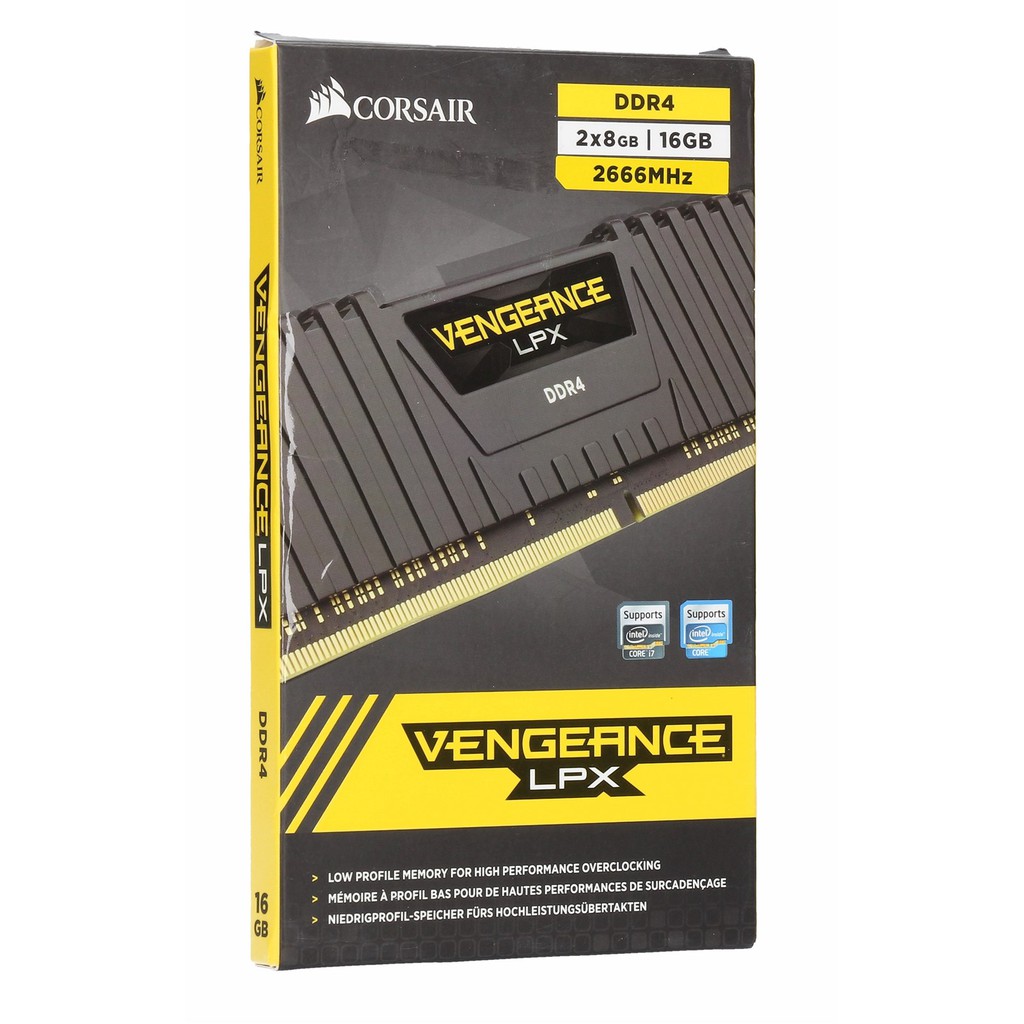 CORSAIR
VENGEANCE LPX
DDR4
16
GB
CORSAIR
DDR4
2x8GB | 16GB
2666MHz
VENGEANCE
LPX
DDR4
Supports
intel inside
CORE i7
Supports
intel inside
CORE
VENGEANCE
LPX
> LOW PROFILE MEMORY FOR HIGH PERFORMANCE OVERCLOCKING
> MÉMOIRE À PROFIL BAS POUR DE HAUTES PERFORMANCES DE SURCADENÇAGE
> NIEDRIGPROFIL-SPEICHER FÜRS HOCHLEISTUNGSÜBERTAKTEN